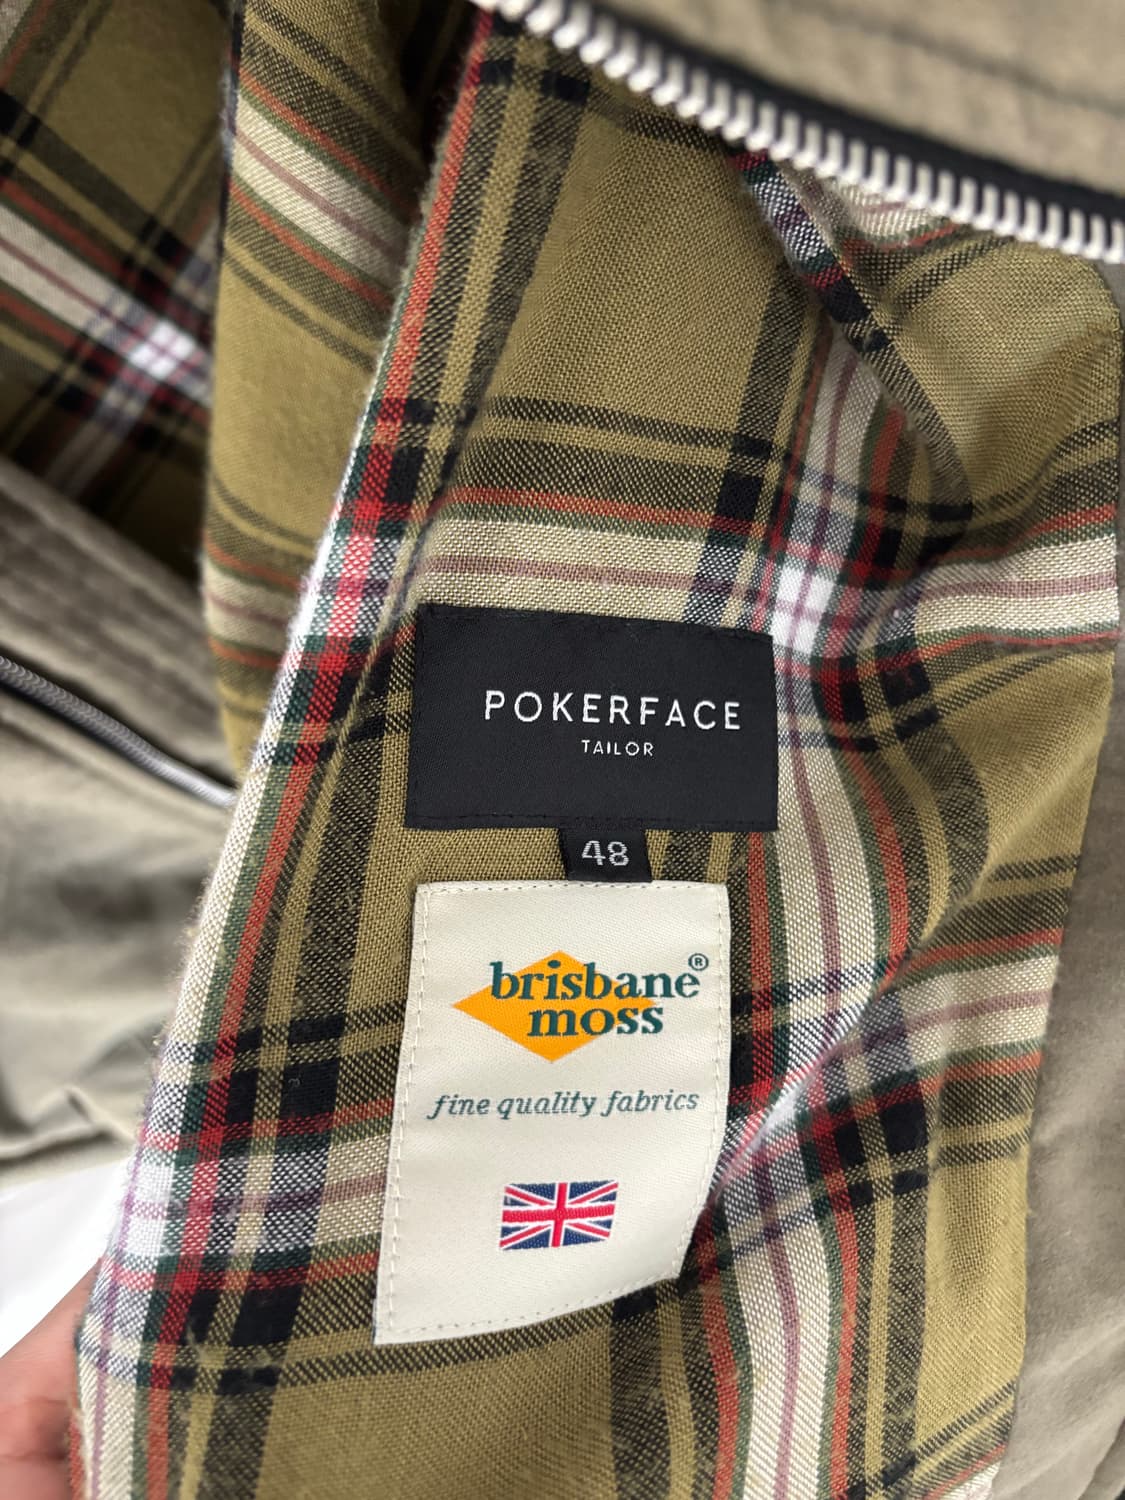 POKERFACE
TAILOR
48
brisbane®
moss
fine quality fabrics